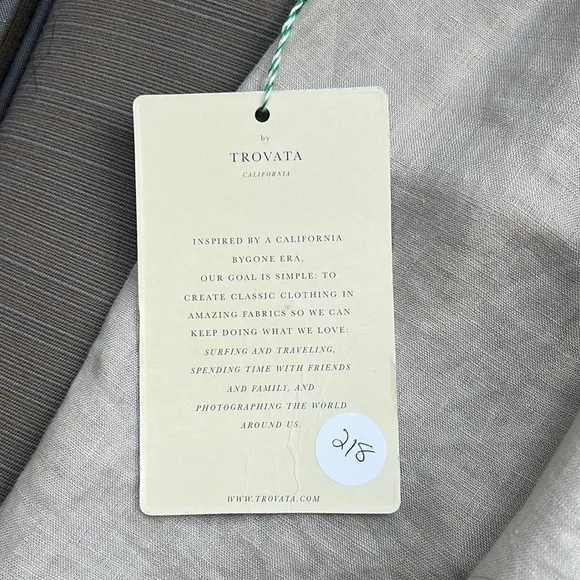 by
TROVATA
CALIFORNIA
INSPIRED BY A CALIFORNIA
BYGONE ERA,
OUR GOAL IS SIMPLE: TO
CREATE CLASSIC CLOTHING IN
AMAZING FABRICS SO WE CAN
KEEP DOING WHAT WE LOVE:
SURFING AND TRAVELING,
SPENDING TIME WITH FRIENDS
AND FAMILY, AND
PHOTOGRAPHING THE WORLD
AROUND US.
218
WWW.TROVATA.COM